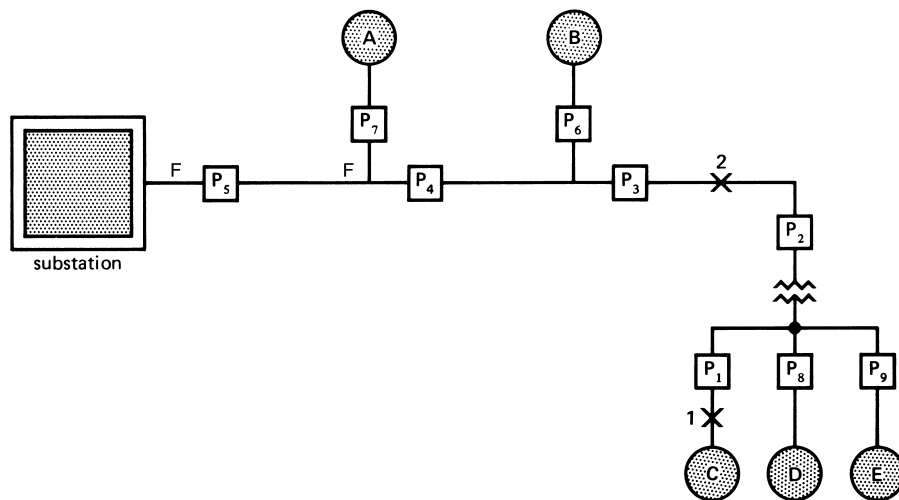 A
B
P₇
P₆
2
F
P₅
F
P₄
P₃
P₂
substation
P₁
P₈
P₉
1
C
D
E